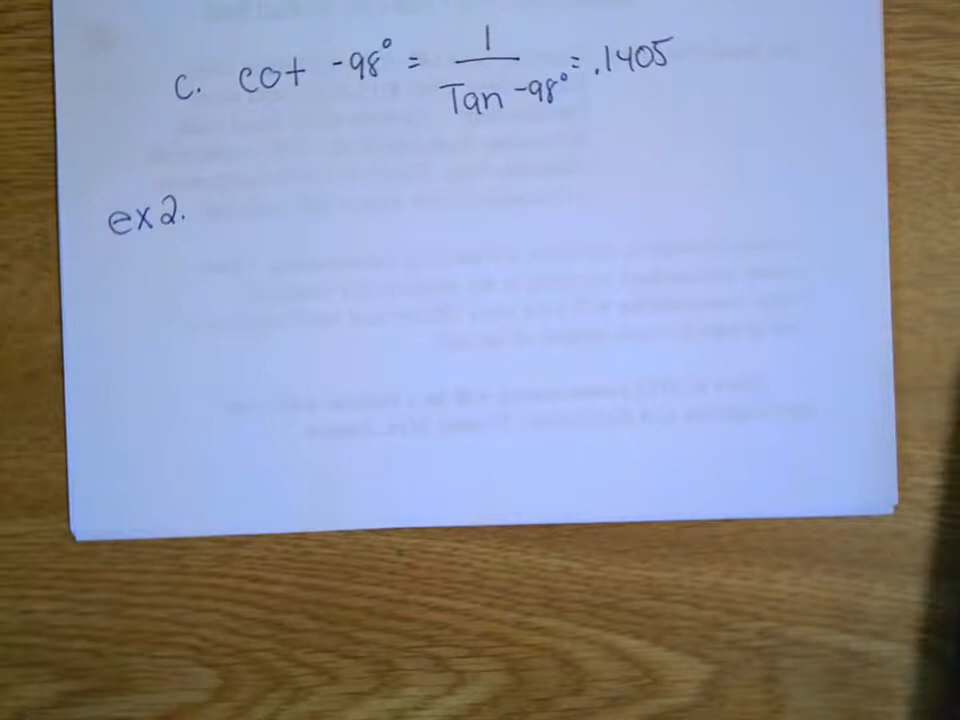 c. cot -98° = 1 / Tan -98° = .1405
ex2.